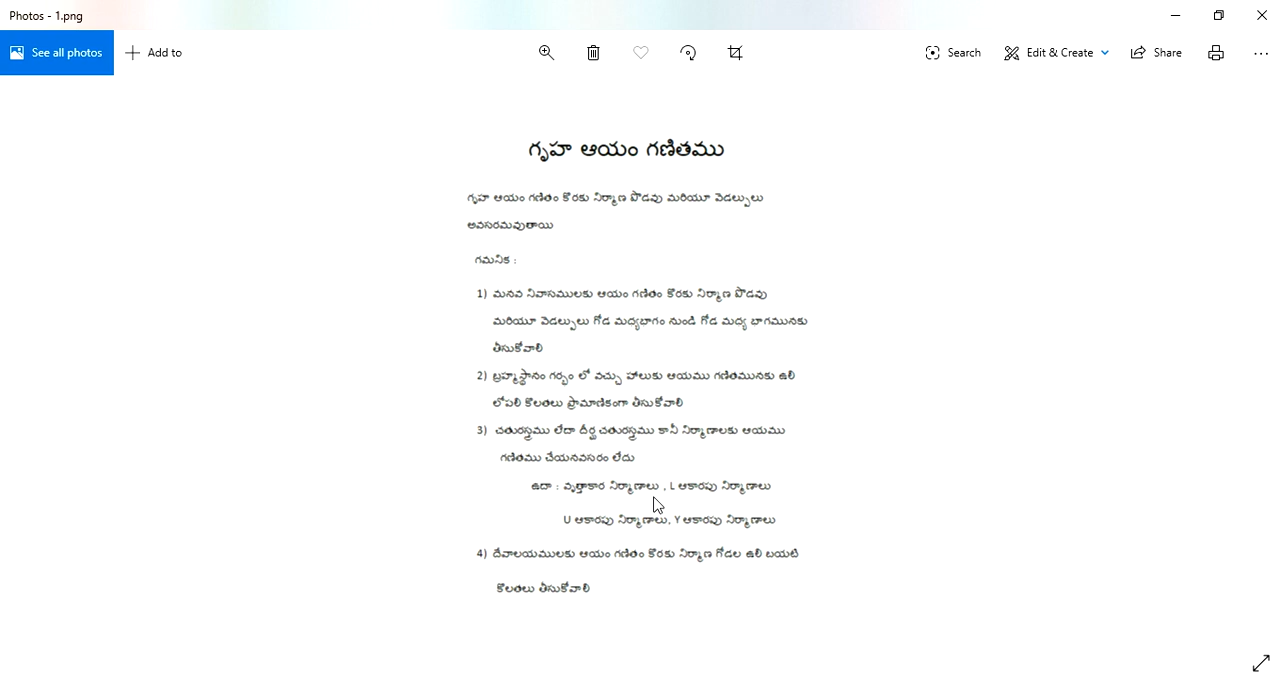 Photos - 1.png
See all photos
Add to
Search
Edit & Create
Share
గృహ ఆయం గణితము
గృహ ఆయం గణితం కొరకు నిర్మాణ పొడవు మరియూ వెడల్పులు
అవసరమవుతాయి
గమనిక :
1) మనవ నివాసములకు ఆయం గణితం కొరకు నిర్మాణ పొడవు
మరియూ వెడల్పులు గోడ మద్యబాగం నుండి గోడ మద్య బాగమునకు
తీసుకోవాలి
2) బ్రహ్మస్థానం గర్బం లో వచ్చు హాలుకు ఆయము గణితమునకు ఉలి
లోపలి కొలతలు ప్రామాణికంగా తీసుకోవాలి
3) చతురస్త్రము లేదా దీర్ఘ చతురస్త్రము కానీ నిర్మాణాలకు ఆయము
గణితము చేయనవసరం లేదు
ఉదా : వృత్తాకార నిర్మాణాలు , L ఆకారపు నిర్మాణాలు
U ఆకారపు నిర్మాణాలు, Y ఆకారపు నిర్మాణాలు
4) దేవాలయములకు ఆయం గణితం కొరకు నిర్మాణ గోడల ఉలి బయటి
కొలతలు తీసుకోవాలి